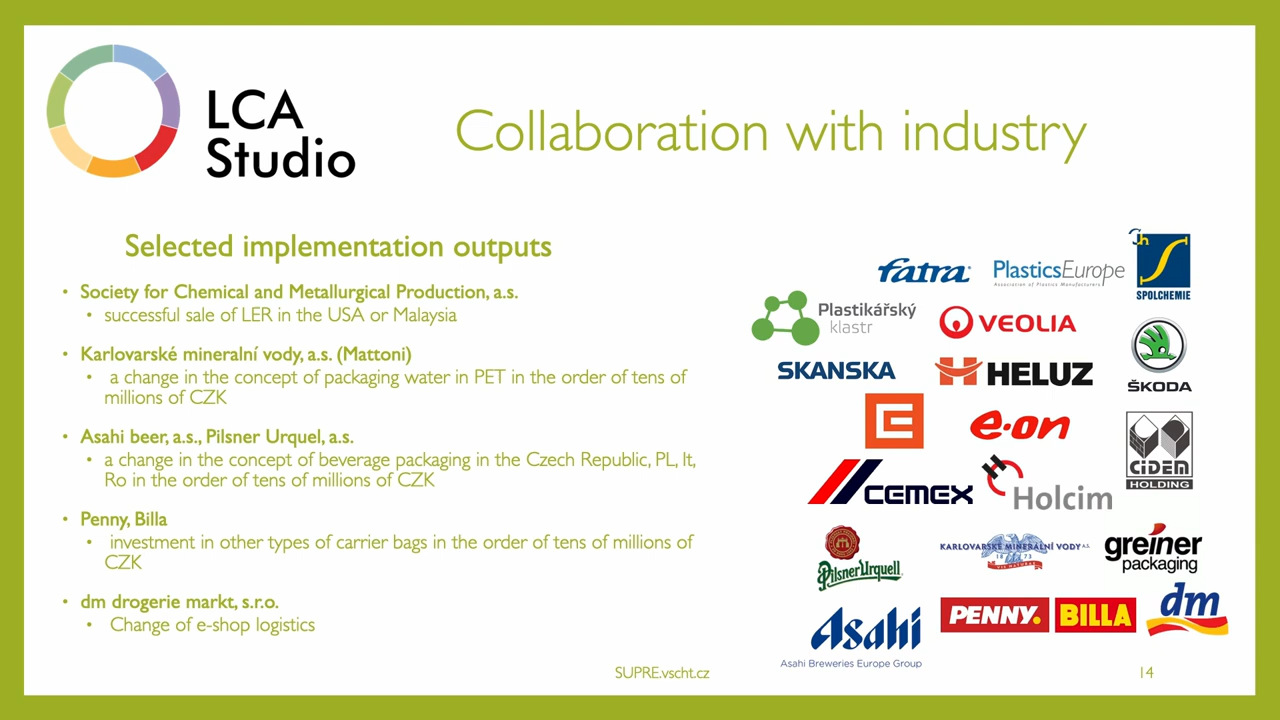 LCA
Studio
Collaboration with industry
Selected implementation outputs
• Society for Chemical and Metallurgical Production, a.s.
• successful sale of LER in the USA or Malaysia
• Karlovarské mineralní vody, a.s. (Mattoni)
• a change in the concept of packaging water in PET in the order of tens of
millions of CZK
• Asahi beer, a.s., Pilsner Urquel, a.s.
• a change in the concept of beverage packaging in the Czech Republic, PL, It,
Ro in the order of tens of millions of CZK
• Penny, Billa
• investment in other types of carrier bags in the order of tens of millions of
CZK
• dm drogerie markt, s.r.o.
• Change of e-shop logistics
fatra
PlasticsEurope
Association of Plastics Manufacturers
SPOLCHEMIE
Plastikářský
klastr
VEOLIA
ŠKODA
SKANSKA
HELUZ
e·on
CIDEM
HOLDING
CEMEX
Holcim
Pilsner Urquell
KARLOVARSKÉ MINERÁLNÍ VODY A.S.
18 73
greiner
packaging
Asahi
Asahi Breweries Europe Group
PENNY.
BILLA
dm
SUPRE.vscht.cz
14